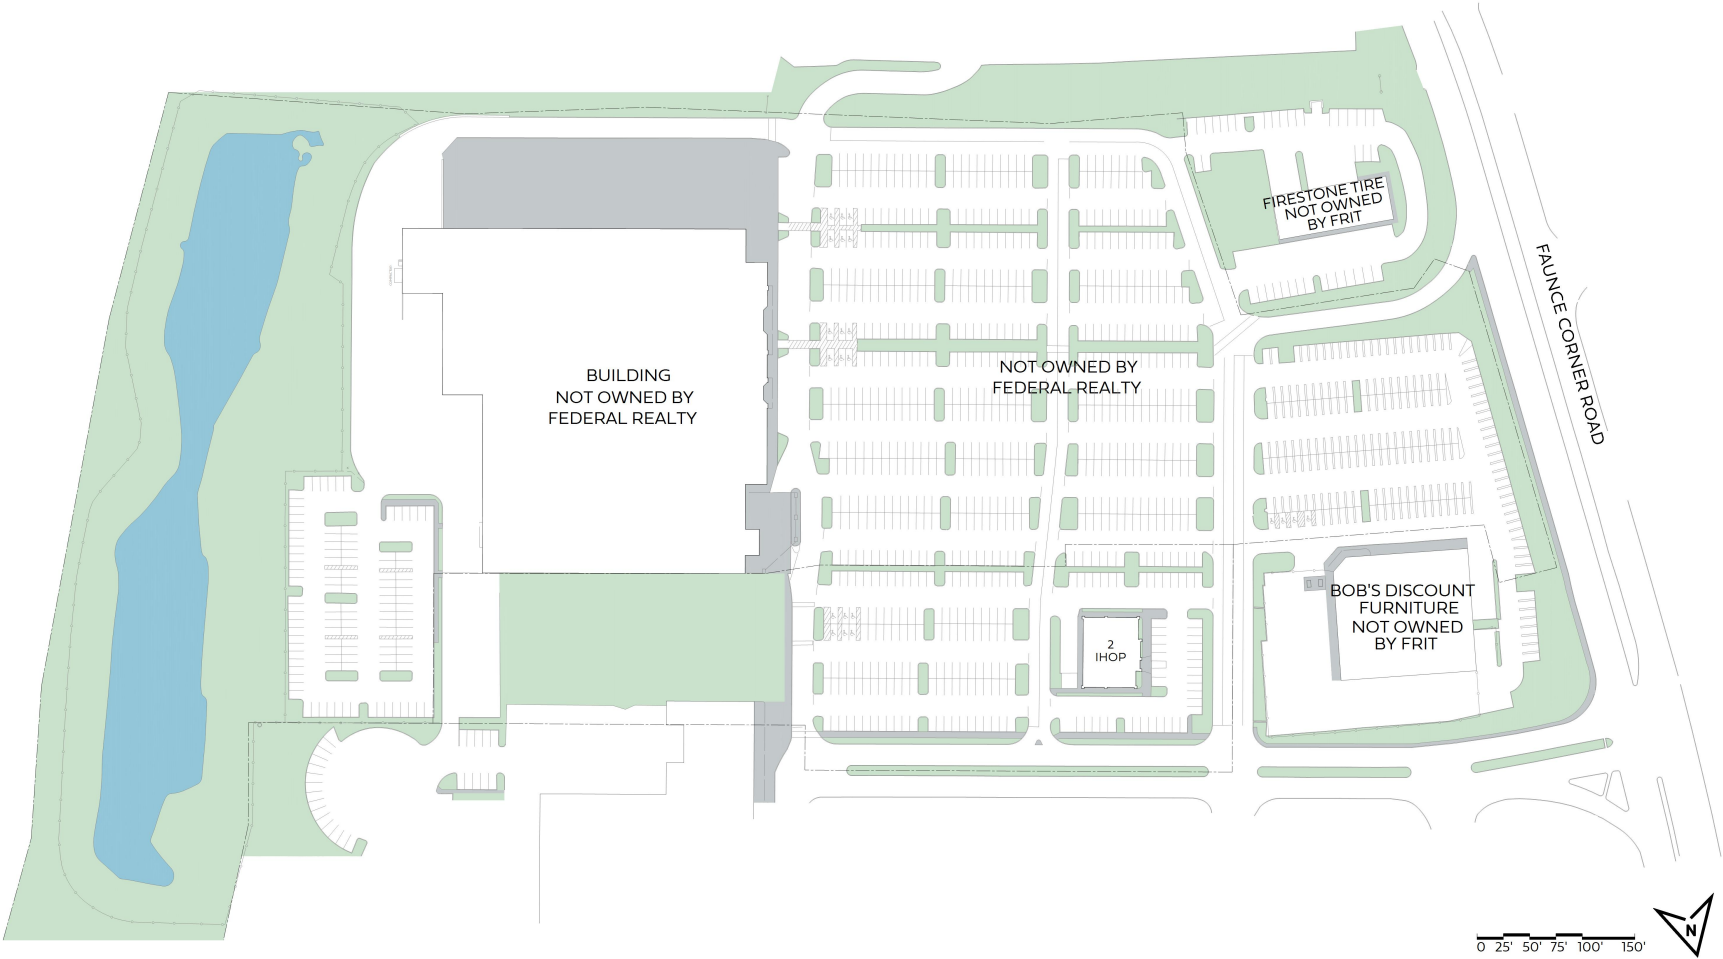 FIRESTONE TIRE
NOT OWNED
BY FRIT
FAUNCE CORNER ROAD
BUILDING
NOT OWNED BY
FEDERAL REALTY
NOT OWNED BY
FEDERAL REALTY
BOB'S DISCOUNT
FURNITURE
NOT OWNED
BY FRIT
2
IHOP
N
0 25' 50' 75' 100' 150'